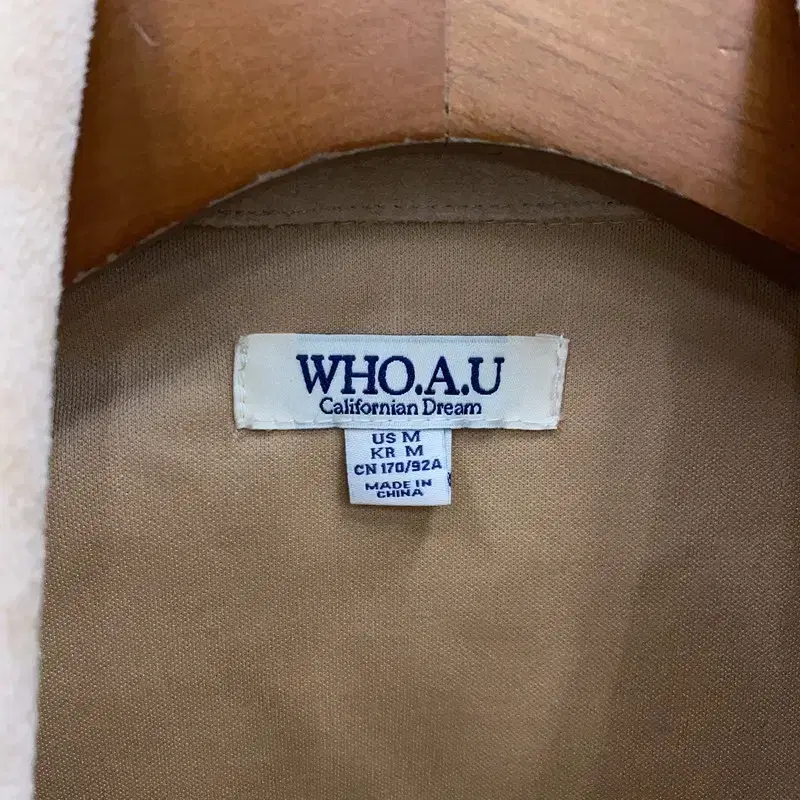 WHO.A.U
Californian Dream
US M
KR M
CN 170/92A
MADE IN
CHINA